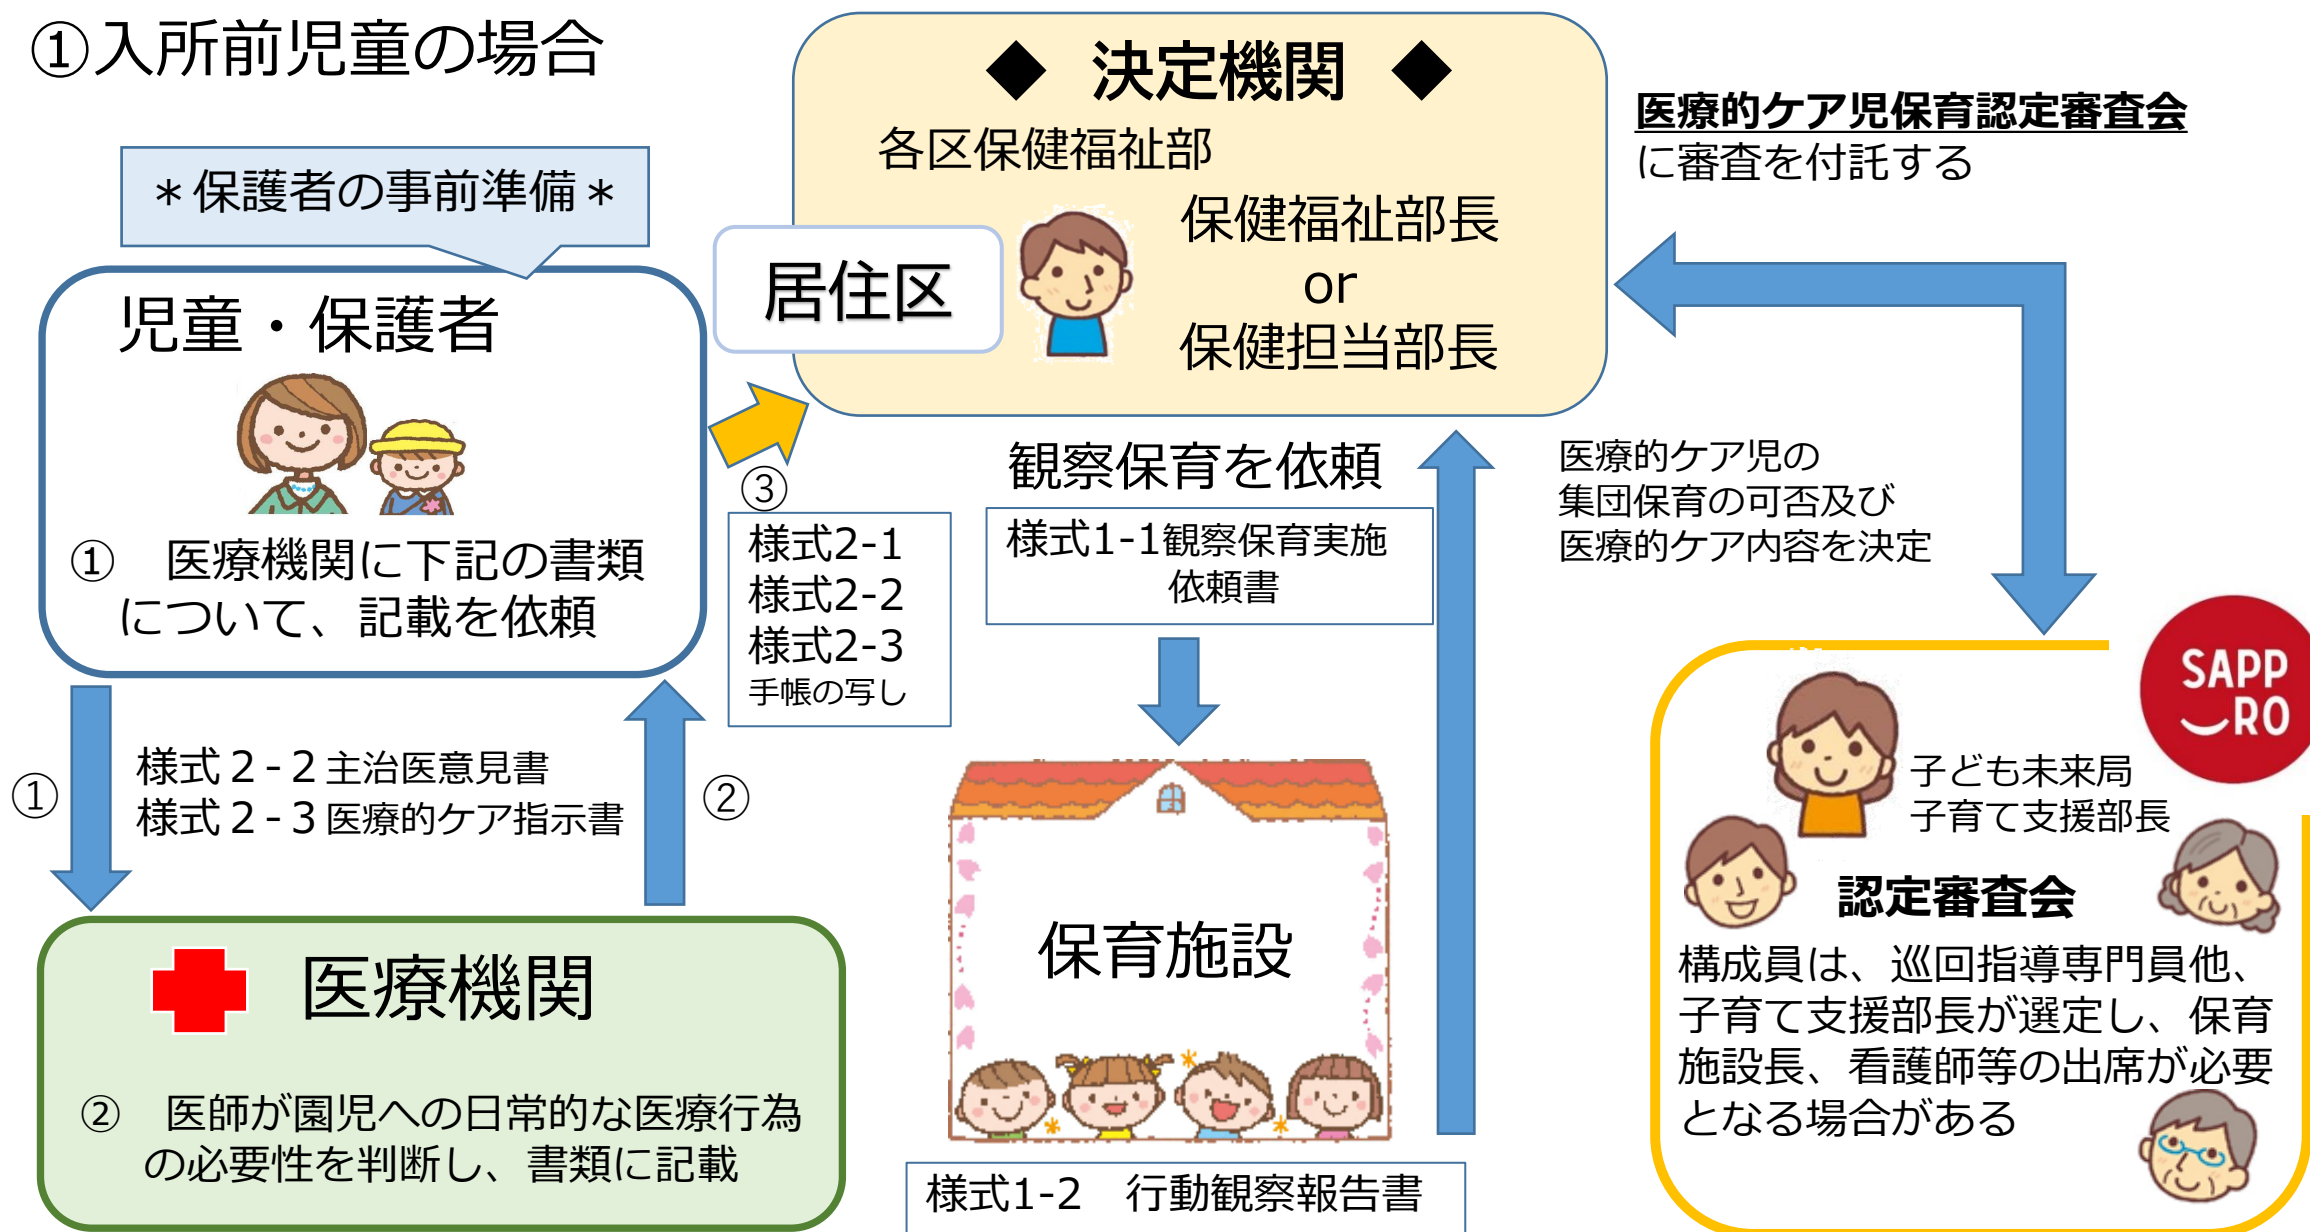 ①入所前児童の場合
＊保護者の事前準備＊
児童・保護者
① 医療機関に下記の書類
について、記載を依頼
①
様式２-２主治医意見書
様式２-３医療的ケア指示書
②
医療機関
② 医師が園児への日常的な医療行為
の必要性を判断し、書類に記載
◆ 決定機関 ◆
各区保健福祉部
居住区
保健福祉部長
or
保健担当部長
③
様式2-1
様式2-2
様式2-3
手帳の写し
観察保育を依頼
様式1-1観察保育実施
依頼書
保育施設
様式1-2 行動観察報告書
医療的ケア児保育認定審査会
に審査を付託する
医療的ケア児の
集団保育の可否及び
医療的ケア内容を決定
SAPP
RO
子ども未来局
子育て支援部長
認定審査会
構成員は、巡回指導専門員他、
子育て支援部長が選定し、保育
施設長、看護師等の出席が必要
となる場合がある